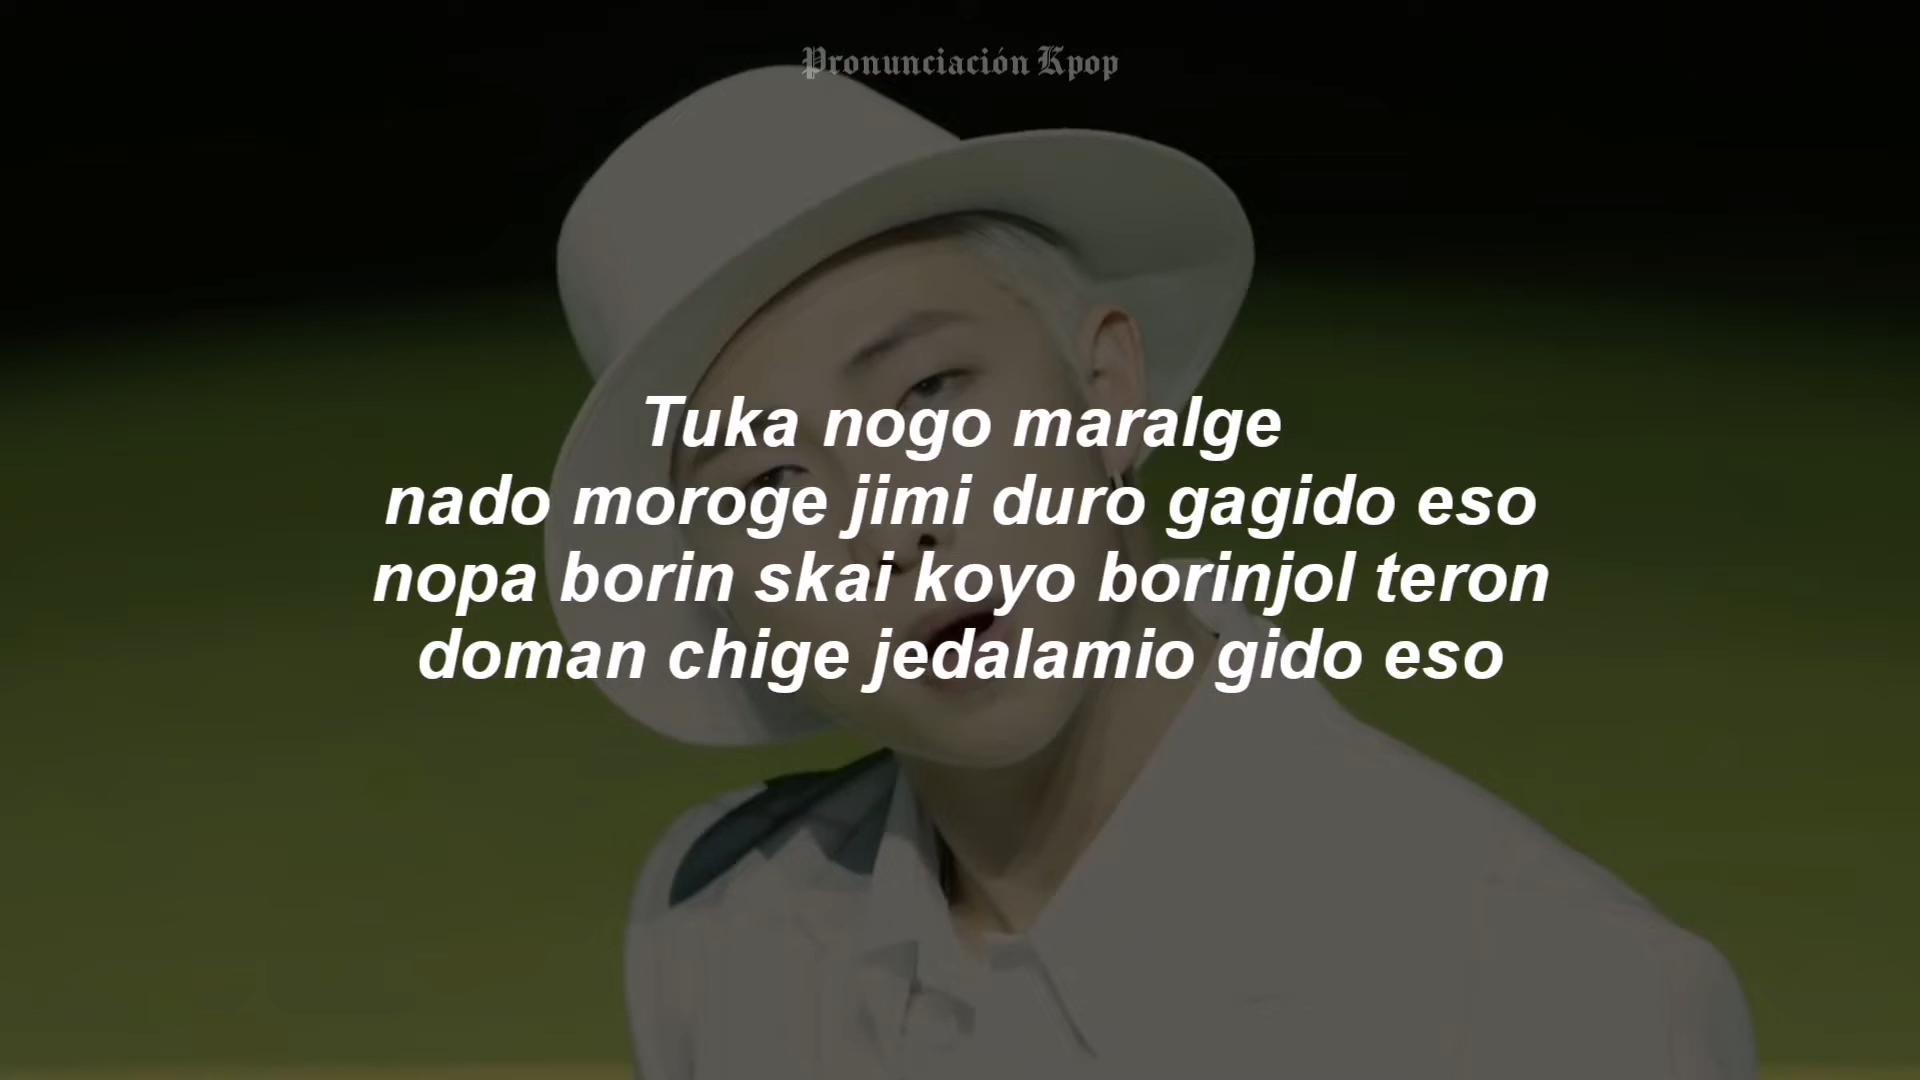 Pronunciación Kpop
Tuka nogo maralge
nado moroge jimi duro gagido eso
nopa borin skai koyo borinjol teron
doman chige jedalamio gido eso